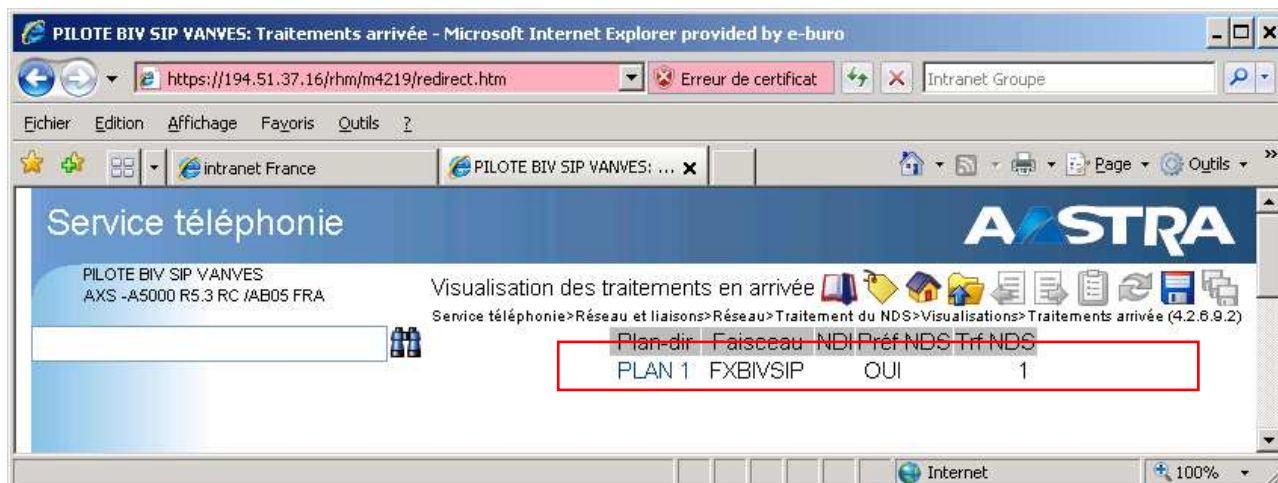 PILOTE BIV SIP VANVES: Traitements arrivée - Microsoft Internet Explorer provided by e-buro
https://194.51.37.16/rhm/m4219/redirect.htm Erreur de certificat Intranet Groupe
Eichier Edition Affichage Favoris Outils ?
intranet France PILOTE BIV SIP VANVES: ... Page Outils »
Service téléphonie AASTRA
PILOTE BIV SIP VANVES
AXS -A5000 R5.3 RC /AB05 FRA
Visualisation des traitements en arrivée
Service téléphonie>Réseau et liaisons>Réseau>Traitement du NDS>Visualisations>Traitements arrivée (4.2.6.9.2)
Plan-dir Faisceau NDI Préf NDS Trf NDS
PLAN 1 FXBIVSIP OUI 1
Internet 100%